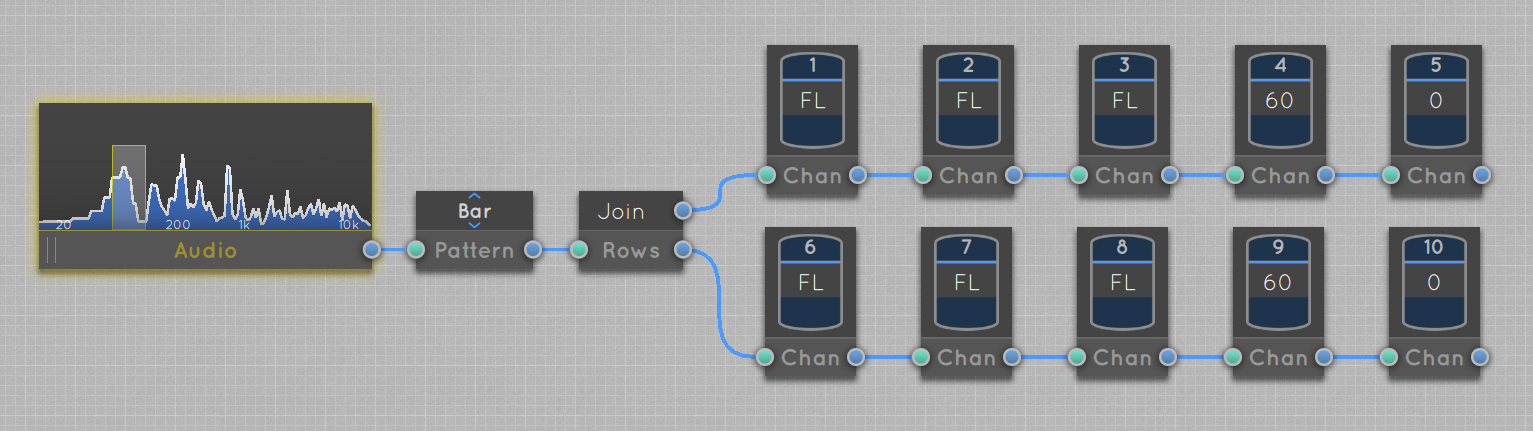 1 2 3 4 5
FL FL FL 60 0
Chan Chan Chan Chan Chan
20 200 1k 10k
Audio
Bar
Pattern
Join
Rows
6 7 8 9 10
FL FL FL 60 0
Chan Chan Chan Chan Chan